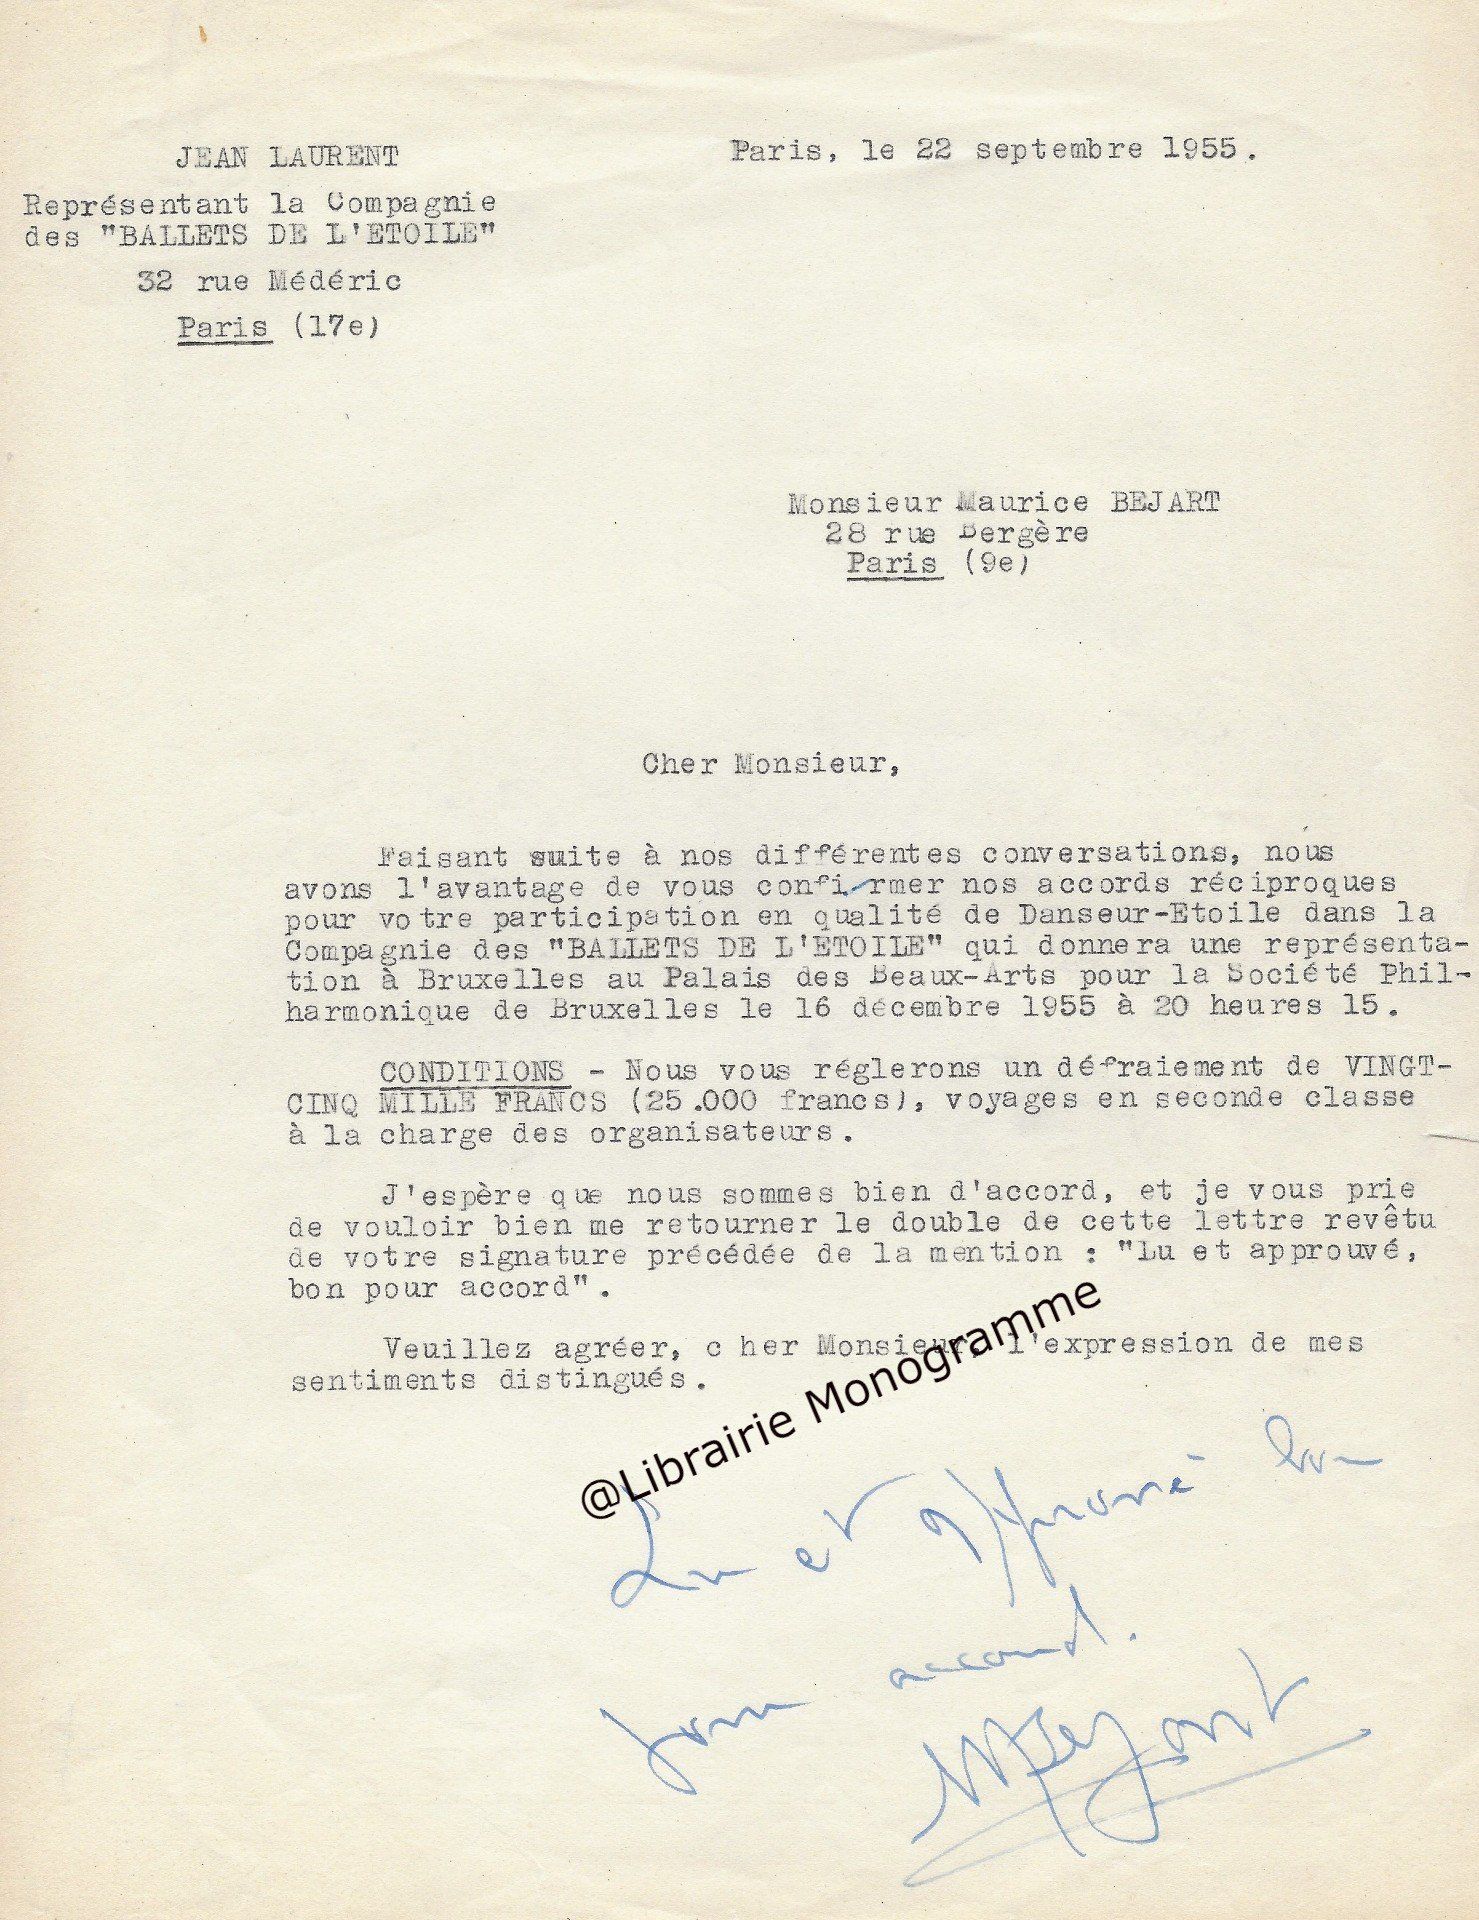 JEAN LAURENT
Représentant la Compagnie
des "BALLETS DE L'ETOILE"
32 rue Médéric
Paris (17e)
Paris, le 22 septembre 1955.
Monsieur Maurice BEJART
28 rue Bergère
Paris (9e)
Cher Monsieur,
Faisant suite à nos différentes conversations, nous
avons l'avantage de vous confirmer nos accords réciproques
pour votre participation en qualité de Danseur-Etoile dans la
Compagnie des "BALLETS DE L'ETOILE" qui donnera une représenta-
tion à Bruxelles au Palais des Beaux-Arts pour la Société Phil-
harmonique de Bruxelles le 16 décembre 1955 à 20 heures 15.
CONDITIONS - Nous vous réglerons un défraiement de VINGT-
CINQ MILLE FRANCS (25.000 francs), voyages en seconde classe
à la charge des organisateurs.
J'espère que nous sommes bien d'accord, et je vous prie
de vouloir bien me retourner le double de cette lettre revêtu
de votre signature précédée de la mention : "Lu et approuvé,
bon pour accord".
Veuillez agréer, c her Monsieur, l'expression de mes
sentiments distingués.
@Librairie Monogramme
Lu et approuvé bon
pour accord.
MBejart